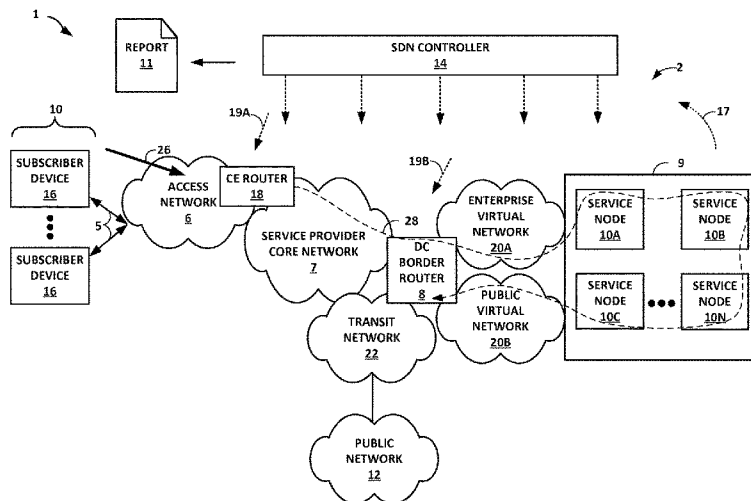 1
REPORT
11
SDN CONTROLLER
14
2
17
10
19A
19B
9
26
SUBSCRIBER
DEVICE
16
5
SUBSCRIBER
DEVICE
16
ACCESS
NETWORK
6
CE ROUTER
18
SERVICE PROVIDER
CORE NETWORK
7
28
DC
BORDER
ROUTER
8
ENTERPRISE
VIRTUAL
NETWORK
20A
PUBLIC
VIRTUAL
NETWORK
20B
SERVICE
NODE
10A
SERVICE
NODE
10B
SERVICE
NODE
10C
SERVICE
NODE
10N
TRANSIT
NETWORK
22
PUBLIC
NETWORK
12